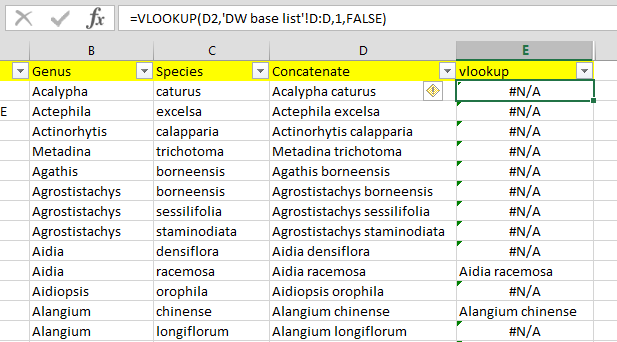 fx =VLOOKUP(D2,'DW base list'!D:D,1,FALSE)
B C D E
Genus Species Concatenate vlookup
Acalypha caturus Acalypha caturus #N/A
E Actephila excelsa Actephila excelsa #N/A
Actinorhytis calapparia Actinorhytis calapparia #N/A
Metadina trichotoma Metadina trichotoma #N/A
Agathis borneensis Agathis borneensis #N/A
Agrostistachys borneensis Agrostistachys borneensis #N/A
Agrostistachys sessilifolia Agrostistachys sessilifolia #N/A
Agrostistachys staminodiata Agrostistachys staminodiata #N/A
Aidia densiflora Aidia densiflora #N/A
Aidia racemosa Aidia racemosa Aidia racemosa
Aidiopsis orophila Aidiopsis orophila #N/A
Alangium chinense Alangium chinense Alangium chinense
Alangium longiflorum Alangium longiflorum #N/A